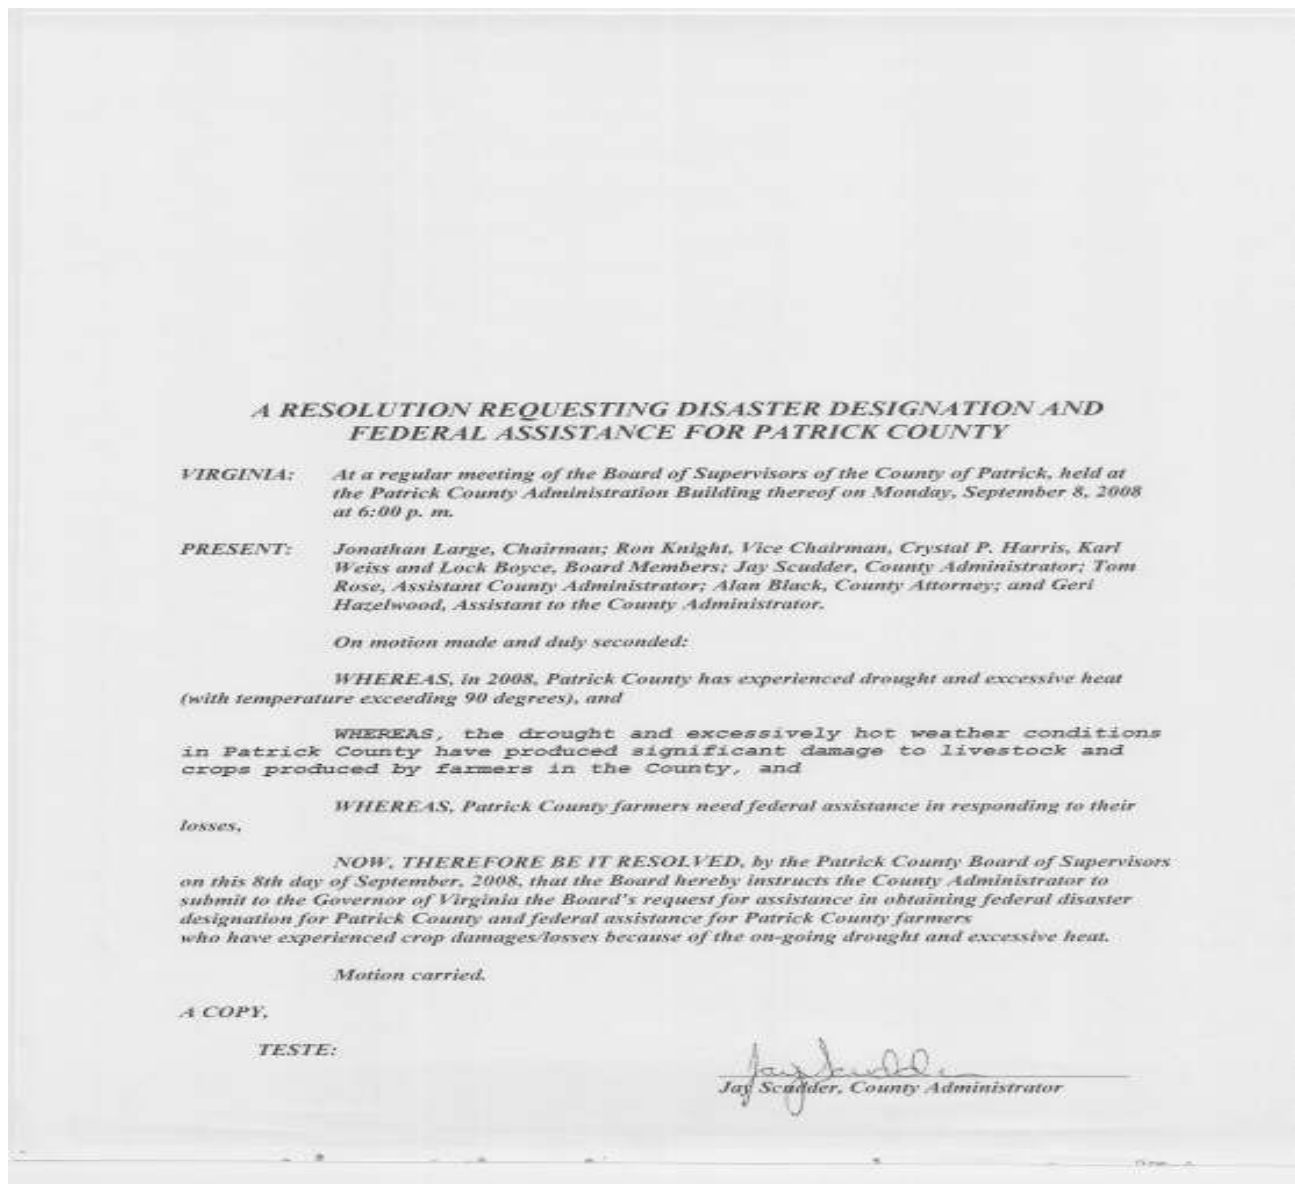 A RESOLUTION REQUESTING DISASTER DESIGNATION AND
FEDERAL ASSISTANCE FOR PATRICK COUNTY
VIRGINIA: At a regular meeting of the Board of Supervisors of the County of Patrick, held at
the Patrick County Administration Building thereof on Monday, September 8, 2008
at 6:00 p. m.
PRESENT: Jonathan Large, Chairman; Ron Knight, Vice Chairman, Crystal P. Harris, Karl
Weiss and Lock Boyce, Board Members; Jay Scudder, County Administrator; Tom
Rose, Assistant County Administrator; Alan Black, County Attorney; and Geri
Hazelwood, Assistant to the County Administrator.
On motion made and duly seconded:
WHEREAS, in 2008, Patrick County has experienced drought and excessive heat
(with temperature exceeding 90 degrees), and
WHEREAS, the drought and excessively hot weather conditions
in Patrick County have produced significant damage to livestock and
crops produced by farmers in the County, and
WHEREAS, Patrick County farmers need federal assistance in responding to their
losses,
NOW, THEREFORE BE IT RESOLVED, by the Patrick County Board of Supervisors
on this 8th day of September, 2008, that the Board hereby instructs the County Administrator to
submit to the Governor of Virginia the Board's request for assistance in obtaining federal disaster
designation for Patrick County and federal assistance for Patrick County farmers
who have experienced crop damages/losses because of the on-going drought and excessive heat.
Motion carried.
A COPY,
TESTE:
Jay Scudder
Jay Scudder, County Administrator